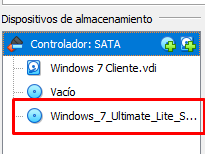 Dispositivos de almacenamiento
Controlador: SATA
Windows 7 Cliente.vdi
Vacío
Windows_7_Ultimate_Lite_S...